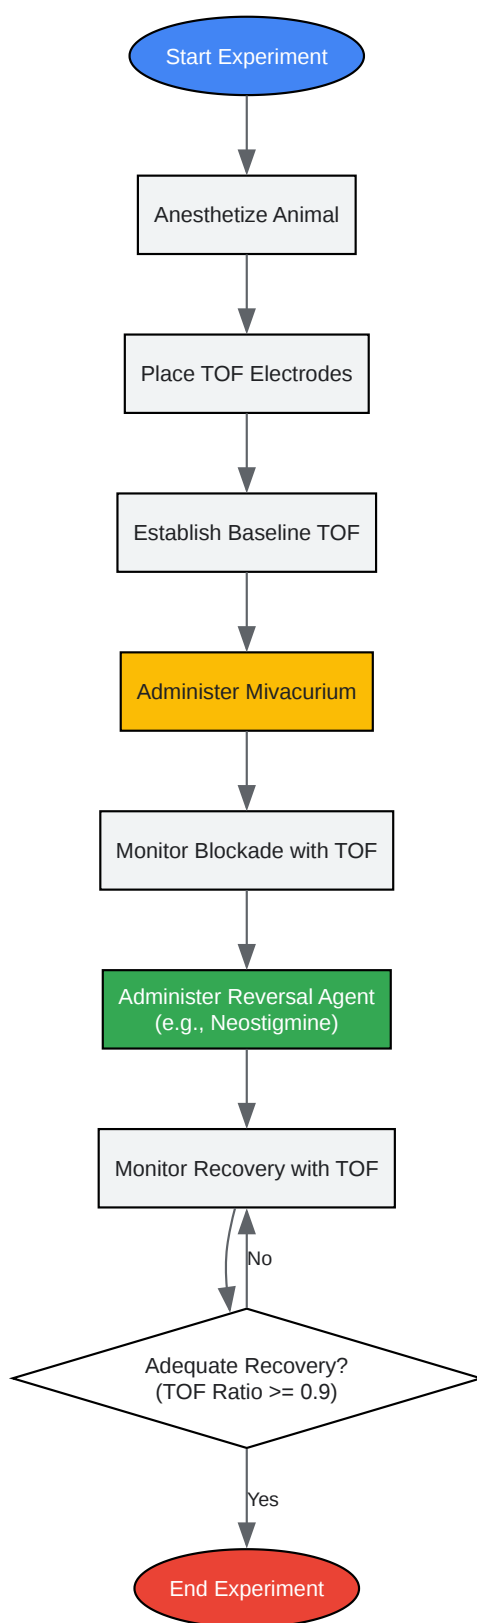 Start Experiment
Anesthetize Animal
Place TOF Electrodes
Establish Baseline TOF
Administer Mivacurium
Monitor Blockade with TOF
Administer Reversal Agent
(e.g., Neostigmine)
Monitor Recovery with TOF
No
Adequate Recovery?
(TOF Ratio >= 0.9)
Yes
End Experiment